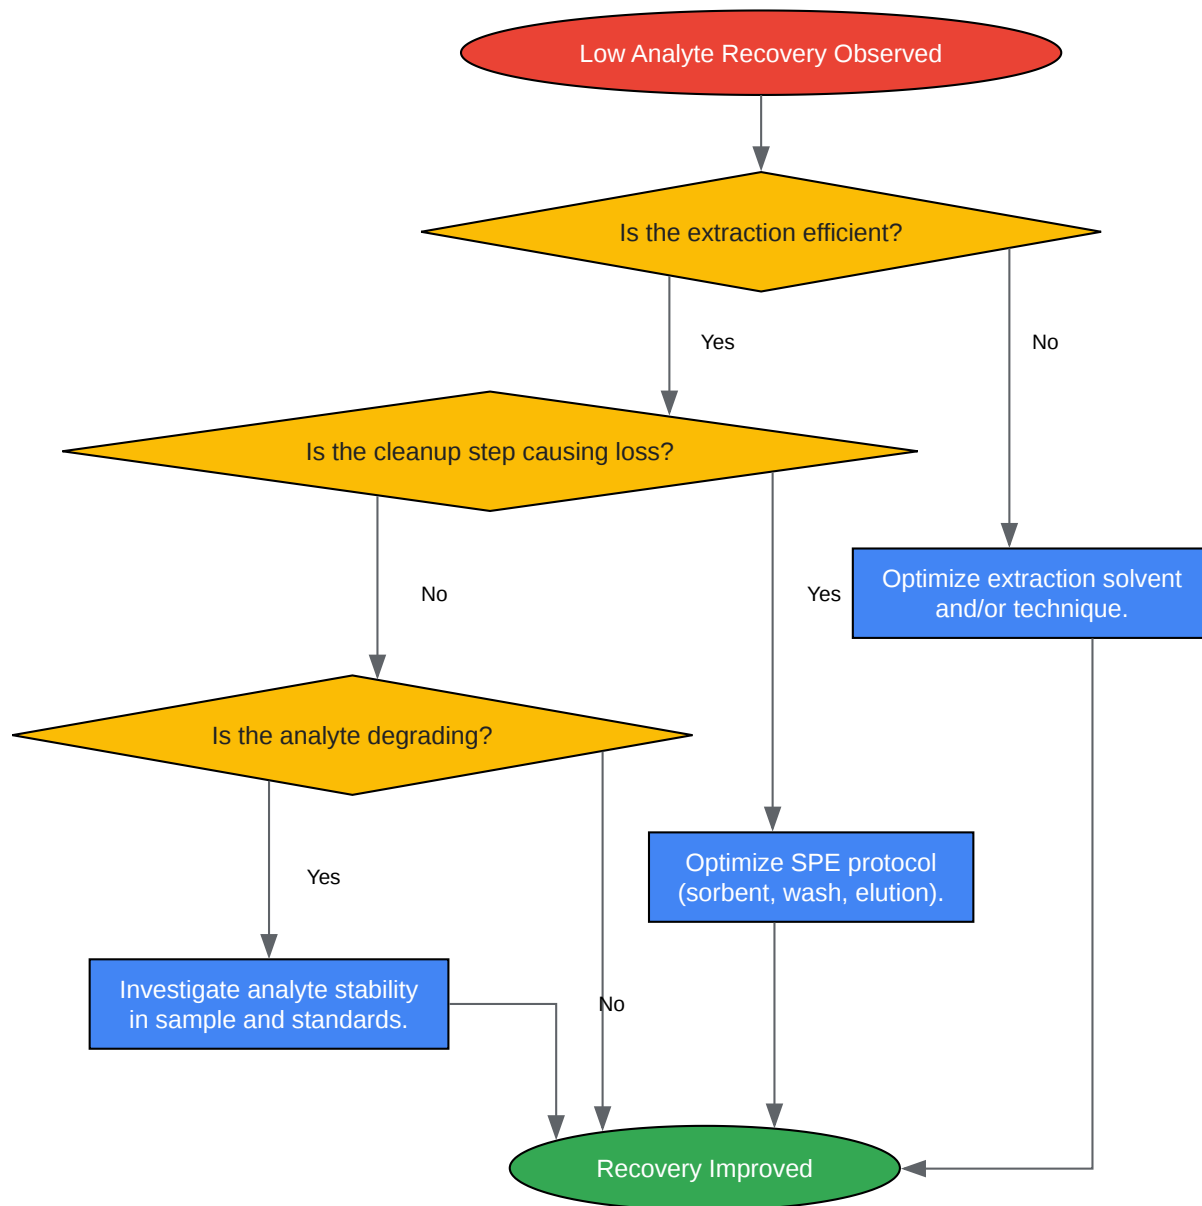 Low Analyte Recovery Observed
Is the extraction efficient?
Yes
No
Is the cleanup step causing loss?
Optimize extraction solvent
and/or technique.
No
Yes
Is the analyte degrading?
Optimize SPE protocol
(sorbent, wash, elution).
Yes
Investigate analyte stability
in sample and standards.
No
Recovery Improved